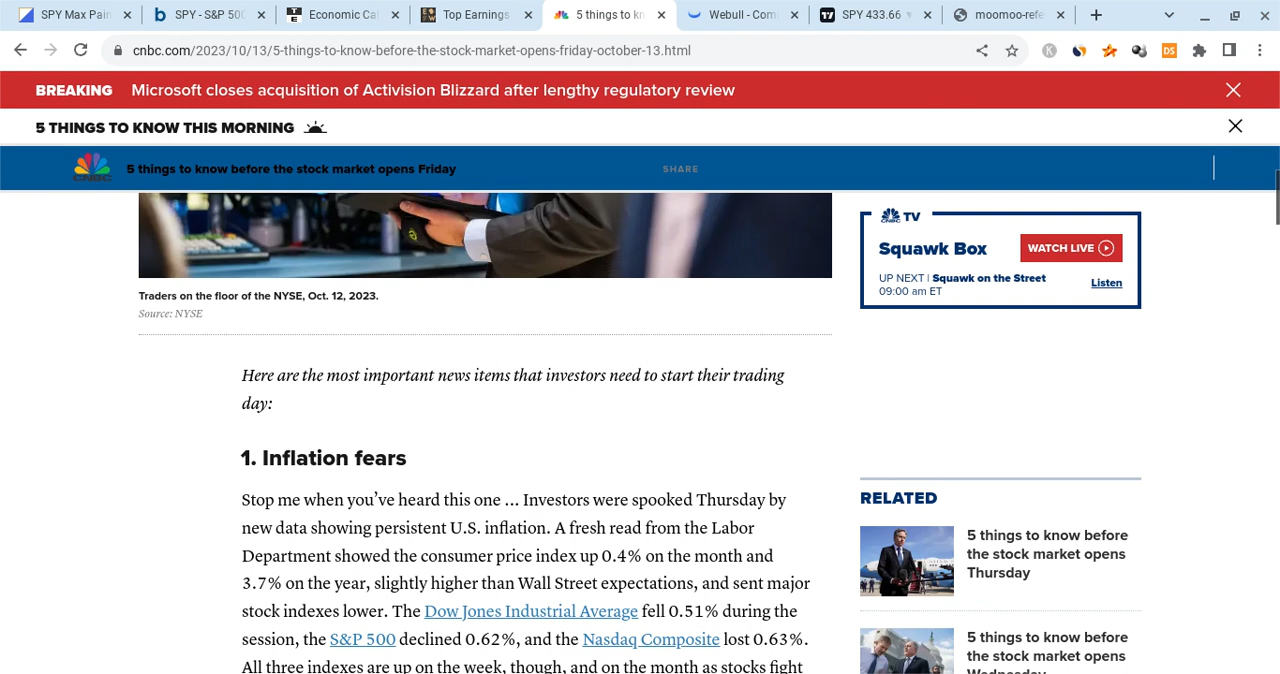 SPY Max Pain
SPY - S&P 500
Economic Cal
Top Earnings
5 things to kn
Webull - Com
SPY 433.66
moomoo-refe
cnbc.com/2023/10/13/5-things-to-know-before-the-stock-market-opens-friday-october-13.html
K
DS
BREAKING Microsoft closes acquisition of Activision Blizzard after lengthy regulatory review
5 THINGS TO KNOW THIS MORNING
CNBC
5 things to know before the stock market opens Friday
SHARE
Traders on the floor of the NYSE, Oct. 12, 2023.
Source: NYSE
Here are the most important news items that investors need to start their trading
day:
1. Inflation fears
Stop me when you’ve heard this one … Investors were spooked Thursday by
new data showing persistent U.S. inflation. A fresh read from the Labor
Department showed the consumer price index up 0.4% on the month and
3.7% on the year, slightly higher than Wall Street expectations, and sent major
stock indexes lower. The Dow Jones Industrial Average fell 0.51% during the
session, the S&P 500 declined 0.62%, and the Nasdaq Composite lost 0.63%.
All three indexes are up on the week, though, and on the month as stocks fight
CNBC TV
Squawk Box
WATCH LIVE
UP NEXT | Squawk on the Street
09:00 am ET
Listen
RELATED
5 things to know before
the stock market opens
Thursday
5 things to know before
the stock market opens
Wednesday